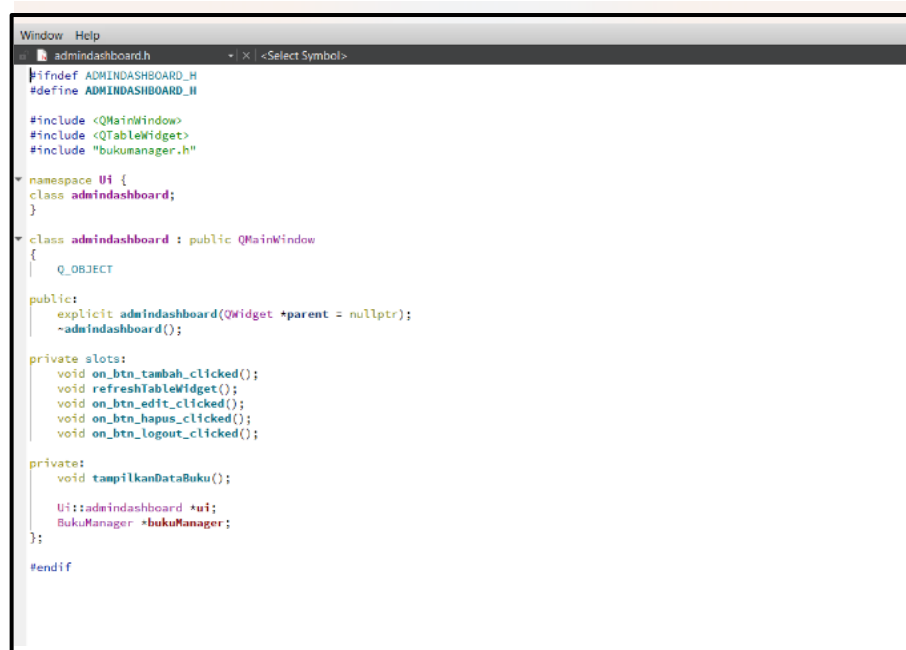 Window Help
admindashboard.h <Select Symbol>
#ifndef ADMINDASHBOARD_H
#define ADMINDASHBOARD_H
#include <QMainWindow>
#include <QTableWidget>
#include "bukumanager.h"
namespace Ui {
class admindashboard;
}
class admindashboard : public QMainWindow
{
Q_OBJECT
public:
explicit admindashboard(QWidget *parent = nullptr);
~admindashboard();
private slots:
void on_btn_tambah_clicked();
void refreshTableWidget();
void on_btn_edit_clicked();
void on_btn_hapus_clicked();
void on_btn_logout_clicked();
private:
void tampilkanDataBuku();
Ui::admindashboard *ui;
BukuManager *bukuManager;
};
#endif